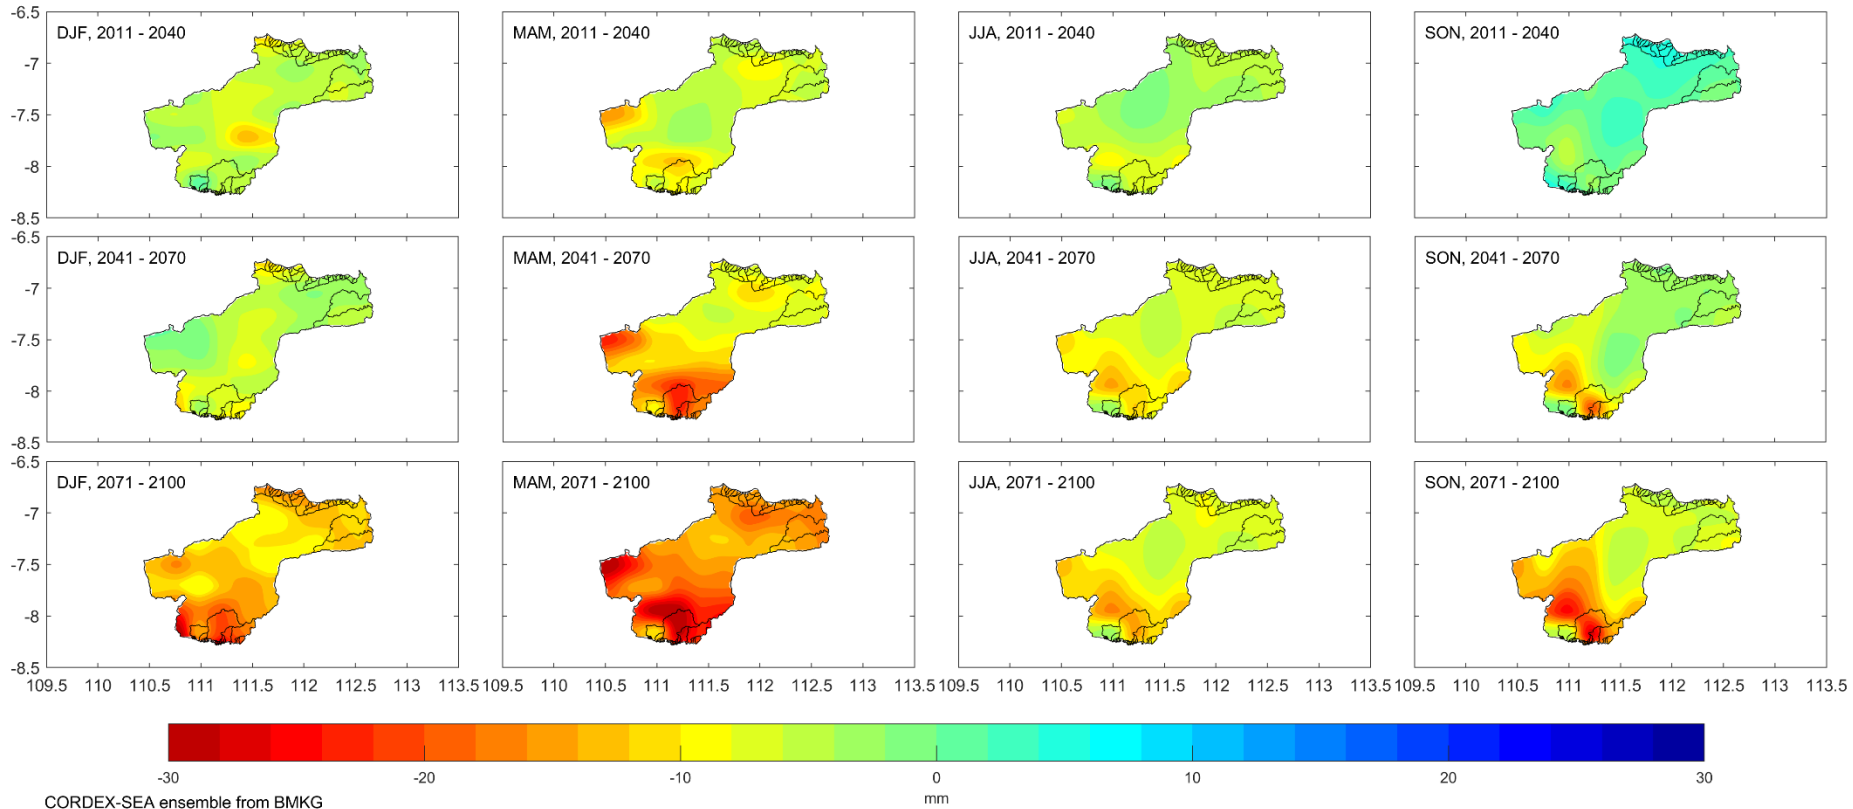 -6.5
DJF, 2011 - 2040
MAM, 2011 - 2040
JJA, 2011 - 2040
SON, 2011 - 2040
-7
-7.5
-8
-8.5
-6.5
DJF, 2041 - 2070
MAM, 2041 - 2070
JJA, 2041 - 2070
SON, 2041 - 2070
-7
-7.5
-8
-8.5
-6.5
DJF, 2071 - 2100
MAM, 2071 - 2100
JJA, 2071 - 2100
SON, 2071 - 2100
-7
-7.5
-8
-8.5
109.5 110 110.5 111 111.5 112 112.5 113 113.5 109.5 110 110.5 111 111.5 112 112.5 113 113.5 109.5 110 110.5 111 111.5 112 112.5 113 113.5 109.5 110 110.5 111 111.5 112 112.5 113 113.5
-30 -20 -10 0 10 20 30
mm
CORDEX-SEA ensemble from BMKG